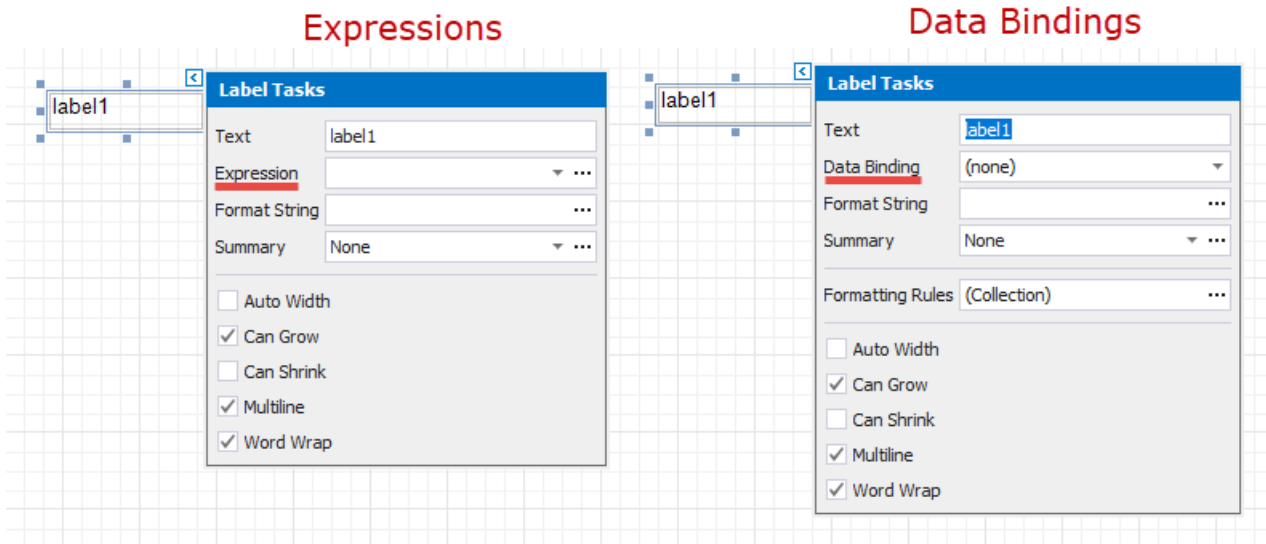 Expressions
label1
Label Tasks
Text label1
Expression
Format String
Summary None
Auto Width
Can Grow
Can Shrink
Multiline
Word Wrap
Data Bindings
label1
Label Tasks
Text label1
Data Binding (none)
Format String
Summary None
Formatting Rules (Collection)
Auto Width
Can Grow
Can Shrink
Multiline
Word Wrap